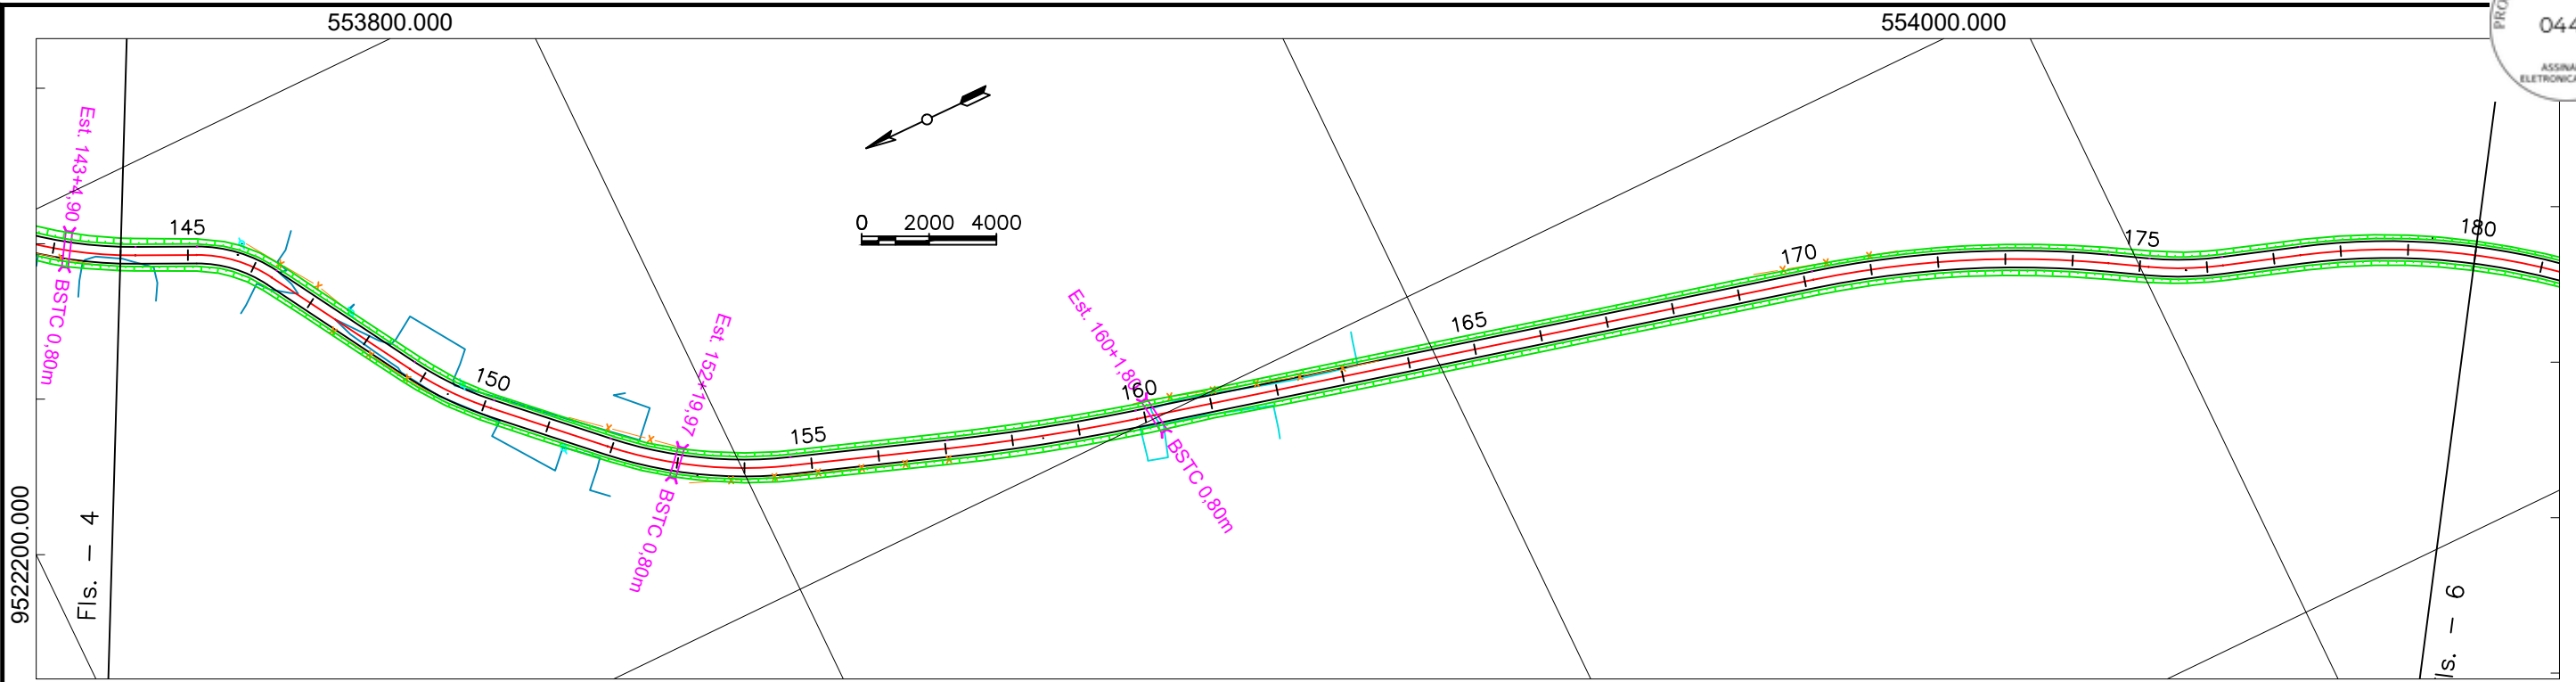 553800.000
554000.000
044
145
150
155
160
165
170
175
180
0 2000 4000
Est. 143+4,90
BSTC 0,80m
Est. 152+19,97
BSTC 0,80m
Est. 160+1,80
BSTC 0,80m
9522200.000
Fls. - 4
ls. - 6
PRO
ASSINA
ELETRONICA